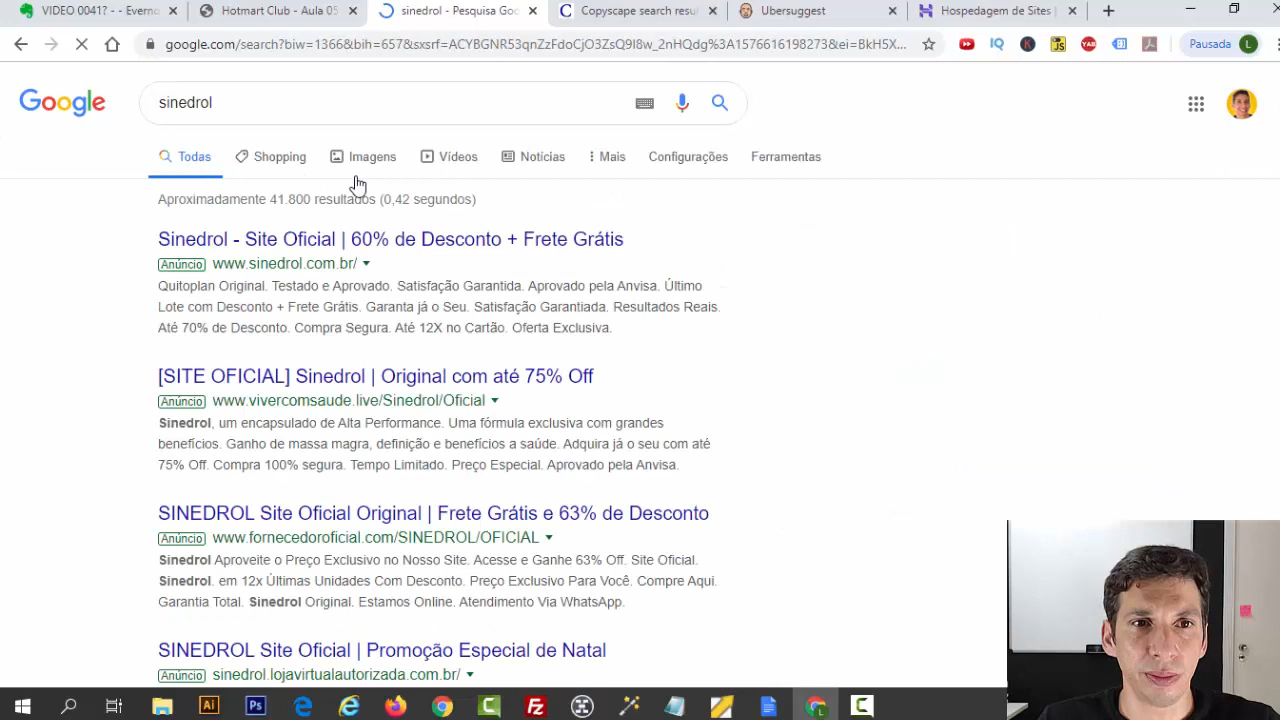 VIDEO 0041? - Everno
Hotmart Club - Aula 05
sinedrol - Pesquisa Goo
Copyscape search resu
Ubersuggest
Hospedagem de Sites |
google.com/search?biw=1366&bih=657&sxsrf=ACYBGNR53qnZzFdoCjO3ZsQ9I8w_2nHQdg%3A1576616198273&ei=BkH5X...
Pausada L
Google
sinedrol
Todas Shopping Imagens Vídeos Notícias Mais Configurações Ferramentas
Aproximadamente 41.800 resultados (0,42 segundos)
Sinedrol - Site Oficial | 60% de Desconto + Frete Grátis
Anúncio www.sinedrol.com.br/
Quitoplan Original. Testado e Aprovado. Satisfação Garantida. Aprovado pela Anvisa. Último
Lote com Desconto + Frete Grátis. Garanta já o Seu. Satisfação Garantiada. Resultados Reais.
Até 70% de Desconto. Compra Segura. Até 12X no Cartão. Oferta Exclusiva.
[SITE OFICIAL] Sinedrol | Original com até 75% Off
Anúncio www.vivercomsaude.live/Sinedrol/Oficial
Sinedrol, um encapsulado de Alta Performance. Uma fórmula exclusiva com grandes
benefícios. Ganho de massa magra, definição e benefícios a saúde. Adquira já o seu com até
75% Off. Compra 100% segura. Tempo Limitado. Preço Especial. Aprovado pela Anvisa.
SINEDROL Site Oficial Original | Frete Grátis e 63% de Desconto
Anúncio www.fornecedoroficial.com/SINEDROL/OFICIAL
Sinedrol Aproveite o Preço Exclusivo no Nosso Site. Acesse e Ganhe 63% Off. Site Oficial.
Sinedrol. em 12x Últimas Unidades Com Desconto. Preço Exclusivo Para Você. Compre Aqui.
Garantia Total. Sinedrol Original. Estamos Online. Atendimento Via WhatsApp.
SINEDROL Site Oficial | Promoção Especial de Natal
Anúncio sinedrol.lojavirtualautorizada.com.br/